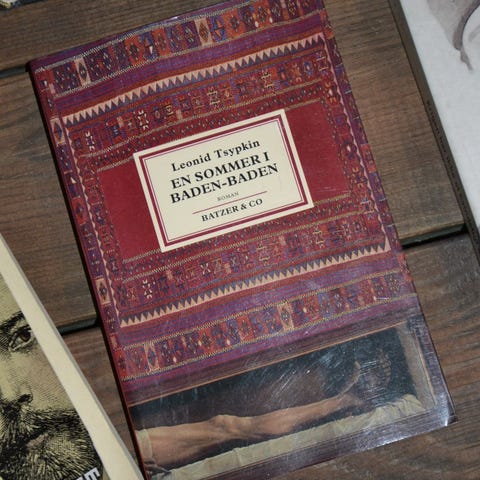 Leonid Tsypkin
EN SOMMER I
BADEN-BADEN
ROMAN
BATZER & CO